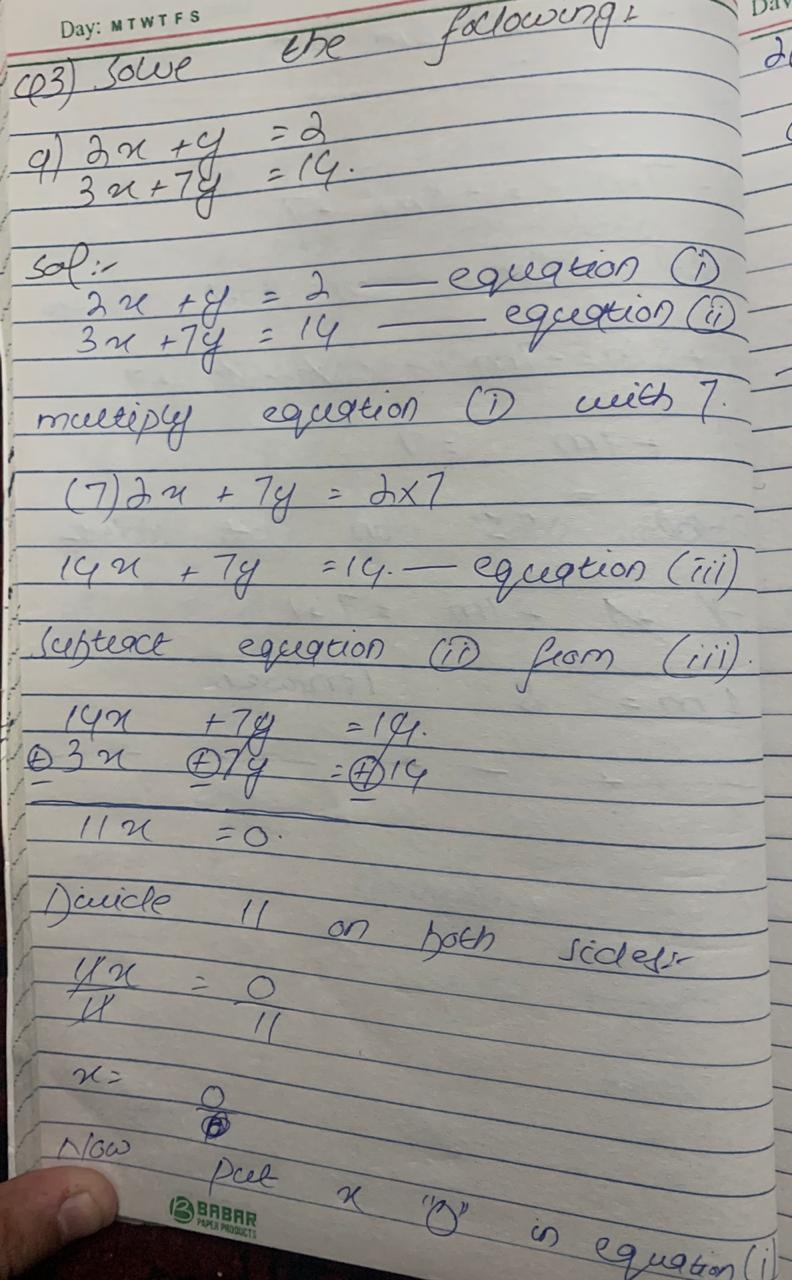 Day: M T W T F S
Q3) Solve the following:
a) 2x + y = 2
3x + 7y = 14.
Sol:-
2x + y = 2 — equation (i)
3x + 7y = 14 — equation (ii)
multiply equation (i) with 7.
(7) 2x + 7y = 2x7
14x + 7y = 14. — equation (iii)
Subtract equation (ii) from (iii).
14x + 7y = 14.
3x 7y = 14
11x = 0.
Divide 11 on both sides:-
11x/11 = 0/11
x = 0
Now put x "0" in equation (i)
BABAR
PAPER PRODUCTS